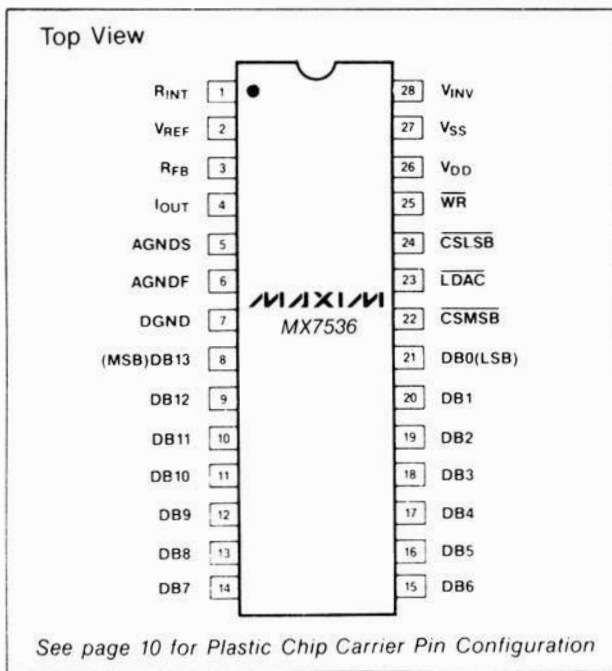 Top View
RINT 1 28 VINV
VREF 2 27 VSS
RFB 3 26 VDD
IOUT 4 25 WR
AGNDS 5 24 CSLSB
AGNDF 6 23 LDAC
MAXIM
DGND 7 MX7536 22 CSMSB
(MSB)DB13 8 21 DB0(LSB)
DB12 9 20 DB1
DB11 10 19 DB2
DB10 11 18 DB3
DB9 12 17 DB4
DB8 13 16 DB5
DB7 14 15 DB6
See page 10 for Plastic Chip Carrier Pin Configuration